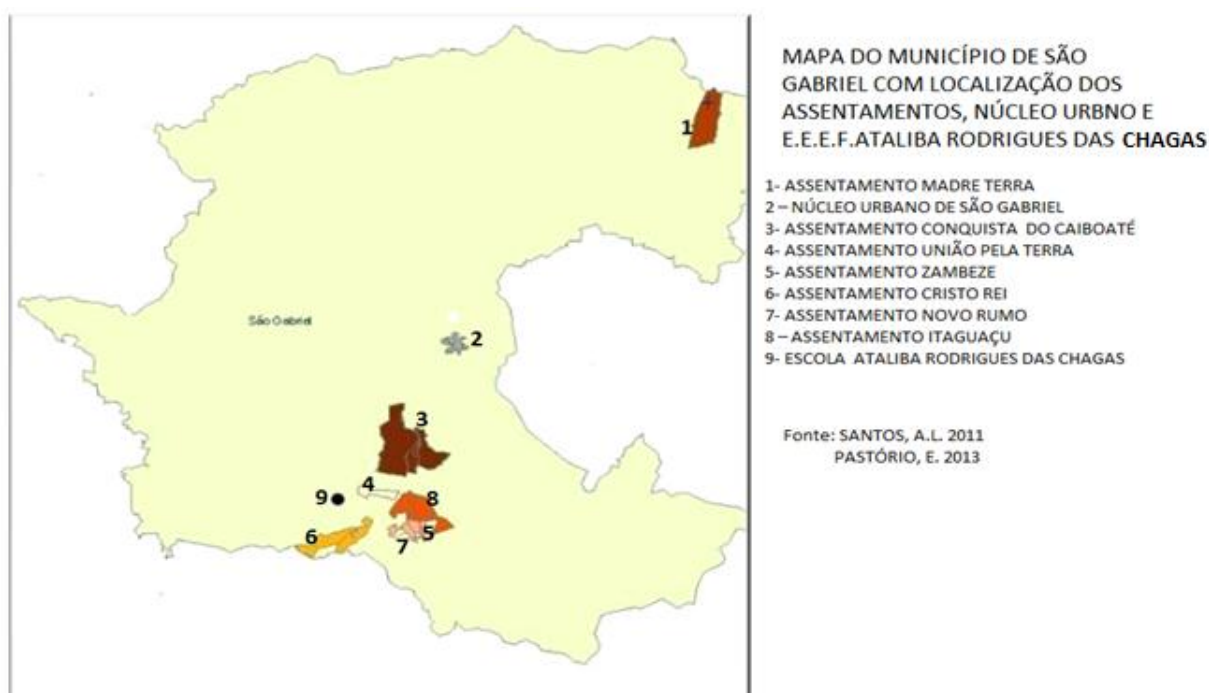 MAPA DO MUNICÍPIO DE SÃO
GABRIEL COM LOCALIZAÇÃO DOS
ASSENTAMENTOS, NÚCLEO URBNO E
E.E.E.F.ATALIBA RODRIGUES DAS CHAGAS
1- ASSENTAMENTO MADRE TERRA
2 – NÚCLEO URBANO DE SÃO GABRIEL
3- ASSENTAMENTO CONQUISTA DO CAIBOATÉ
4- ASSENTAMENTO UNIÃO PELA TERRA
5- ASSENTAMENTO ZAMBEZE
6- ASSENTAMENTO CRISTO REI
7- ASSENTAMENTO NOVO RUMO
8 – ASSENTAMENTO ITAGUAÇU
9- ESCOLA ATALIBA RODRIGUES DAS CHAGAS
Fonte: SANTOS, A.L. 2011
PASTÓRIO, E. 2013
1
São Gabriel
2
3
4
9
8
6
5
7